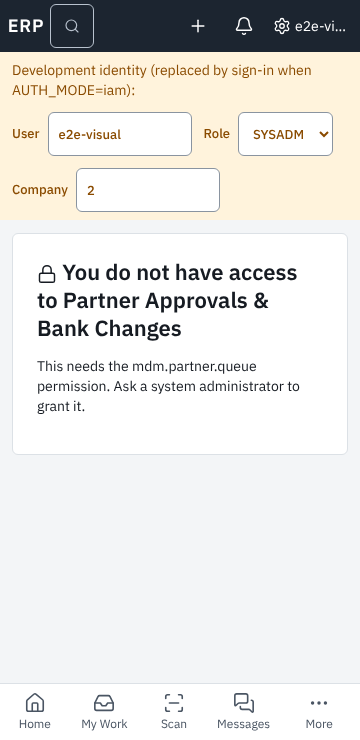 ERP
e2e-vi...
Development identity (replaced by sign-in when
AUTH_MODE=iam):
User e2e-visual Role SYSADM
Company 2
You do not have access
to Partner Approvals &
Bank Changes
This needs the mdm.partner.queue
permission. Ask a system administrator to
grant it.
Home My Work Scan Messages More